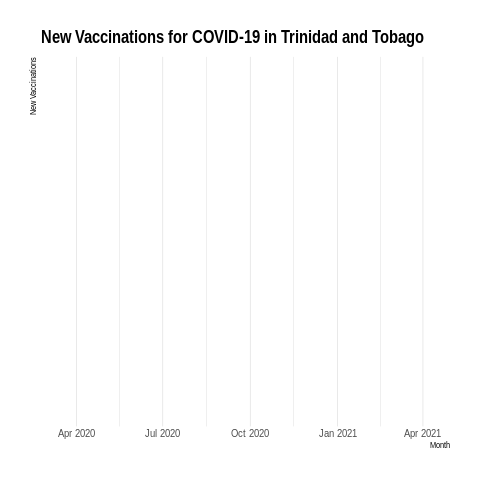 New Vaccinations for COVID-19 in Trinidad and Tobago
New Vaccinations
Apr 2020 Jul 2020 Oct 2020 Jan 2021 Apr 2021
Month